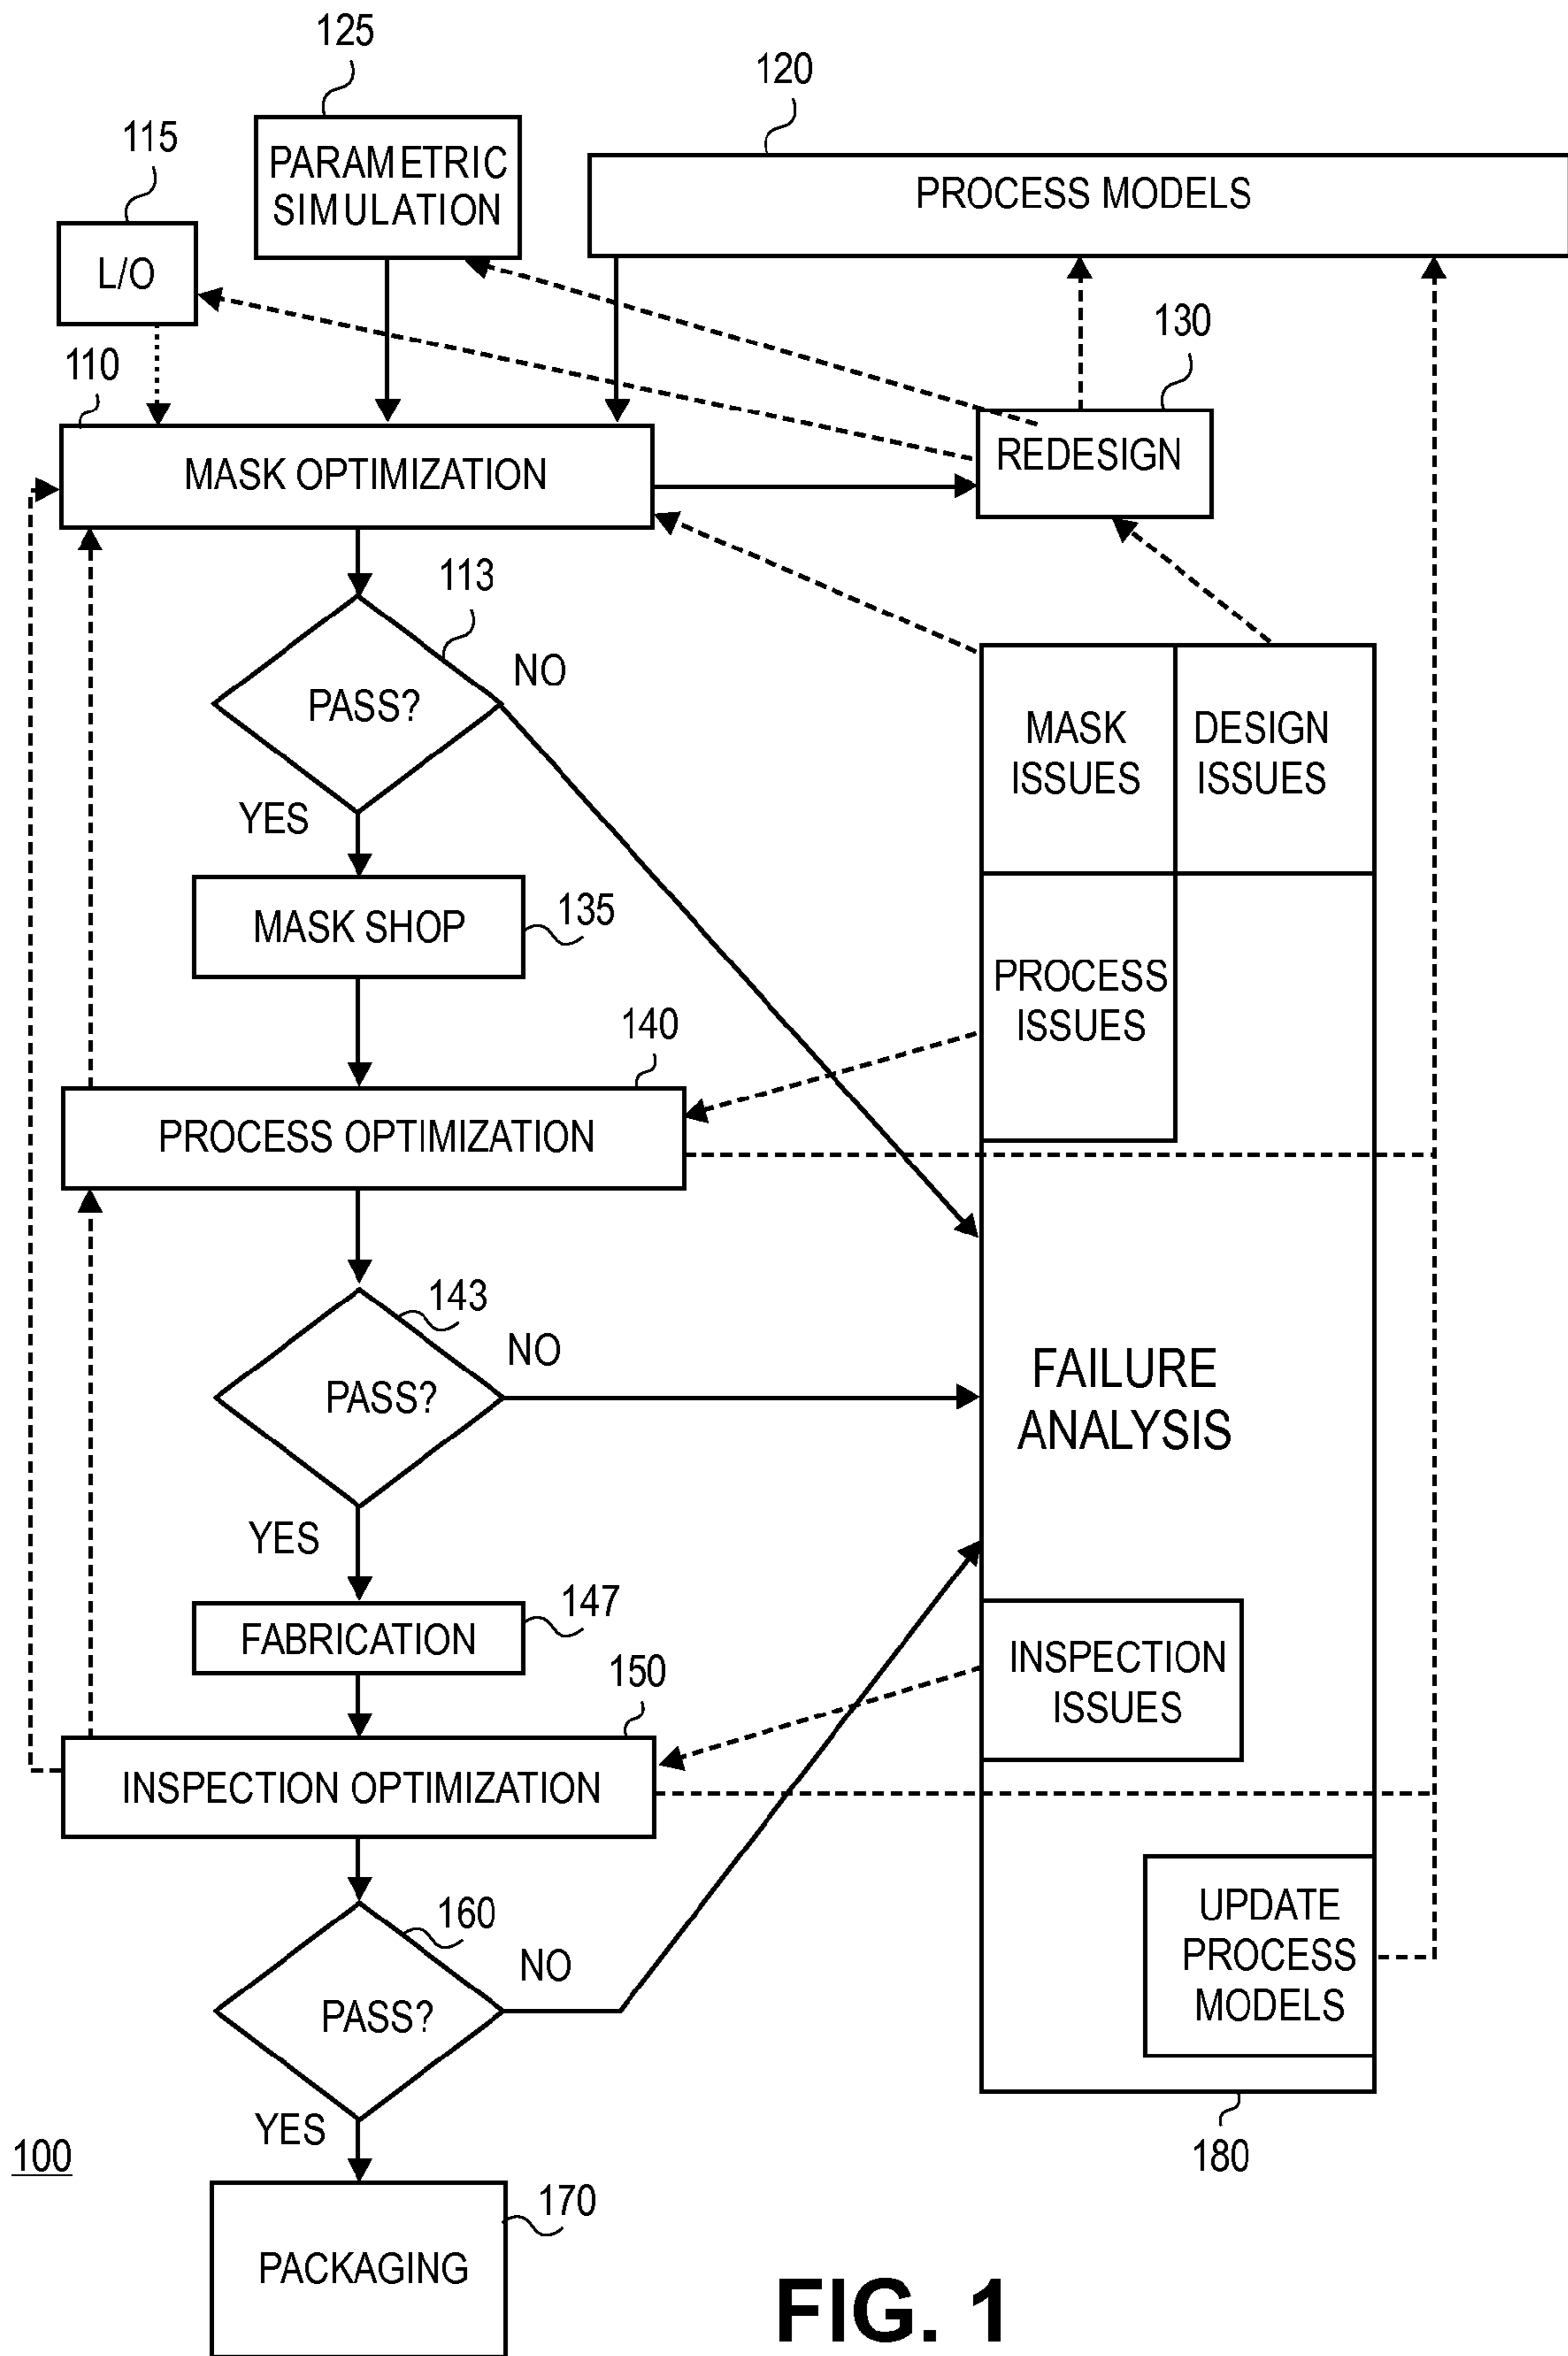 125
120
115
PARAMETRIC
SIMULATION
PROCESS MODELS
L/O
130
110
REDESIGN
MASK OPTIMIZATION
113
NO
PASS?
MASK
ISSUES
DESIGN
ISSUES
YES
MASK SHOP
135
PROCESS
ISSUES
140
PROCESS OPTIMIZATION
143
NO
PASS?
FAILURE
ANALYSIS
YES
147
FABRICATION
150
INSPECTION
ISSUES
INSPECTION OPTIMIZATION
160
NO
UPDATE
PROCESS
MODELS
PASS?
YES
100
180
170
PACKAGING
FIG. 1